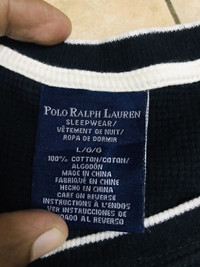 POLO RALPH LAUREN
SLEEPWEAR/
VÊTEMENT DE NUIT/
ROPA DE DORMIR
L/G/G
100% COTTON/COTON/
ALGODÓN
MADE IN CHINA
FABRIQUÉ EN CHINE
HECHO EN CHINA
CARE ON REVERSE
INSTRUCTIONS À L'ENDOS
VER INSTRUCCIONES DE
LAVADO AL REVERSO